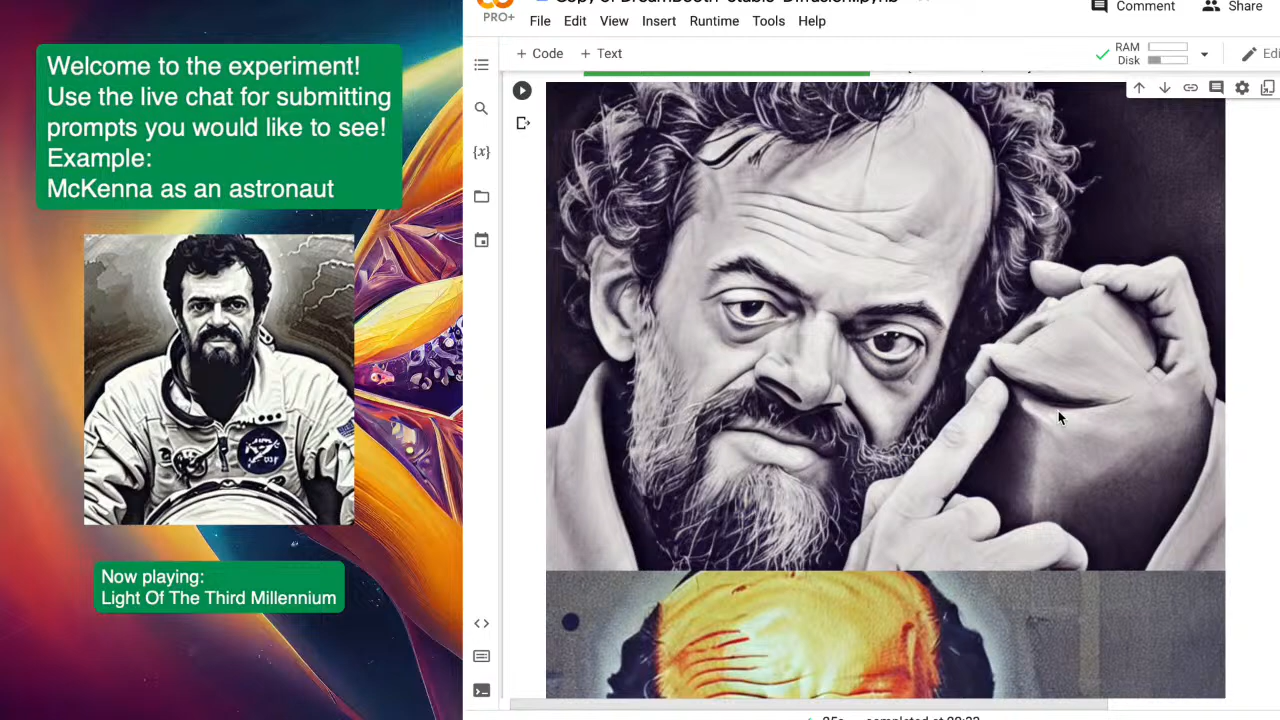 Welcome to the experiment!
Use the live chat for submitting
prompts you would like to see!
Example:
McKenna as an astronaut
Now playing:
Light Of The Third Millennium
PRO+
File Edit View Insert Runtime Tools Help
Comment Share
+ Code + Text
RAM
Disk
Edi
{x}